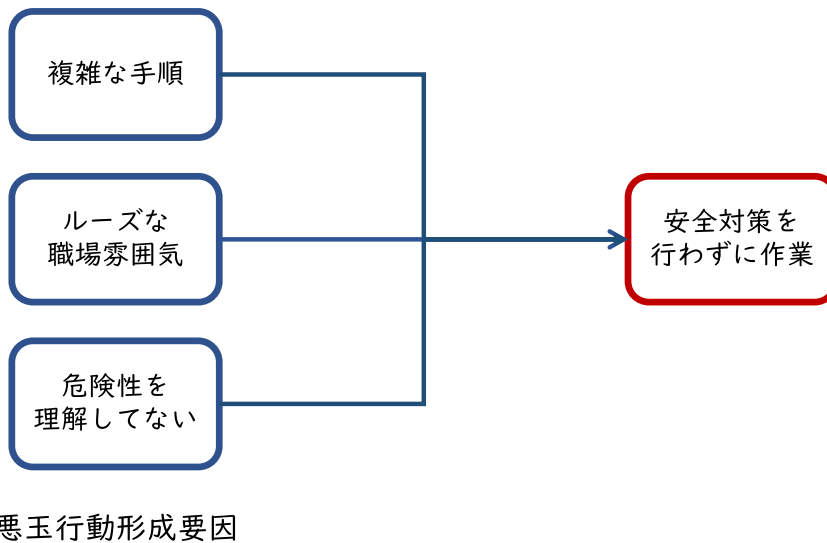 複雑な手順
ルーズな
職場雰囲気
安全対策を
行わずに作業
危険性を
理解してない
悪玉行動形成要因